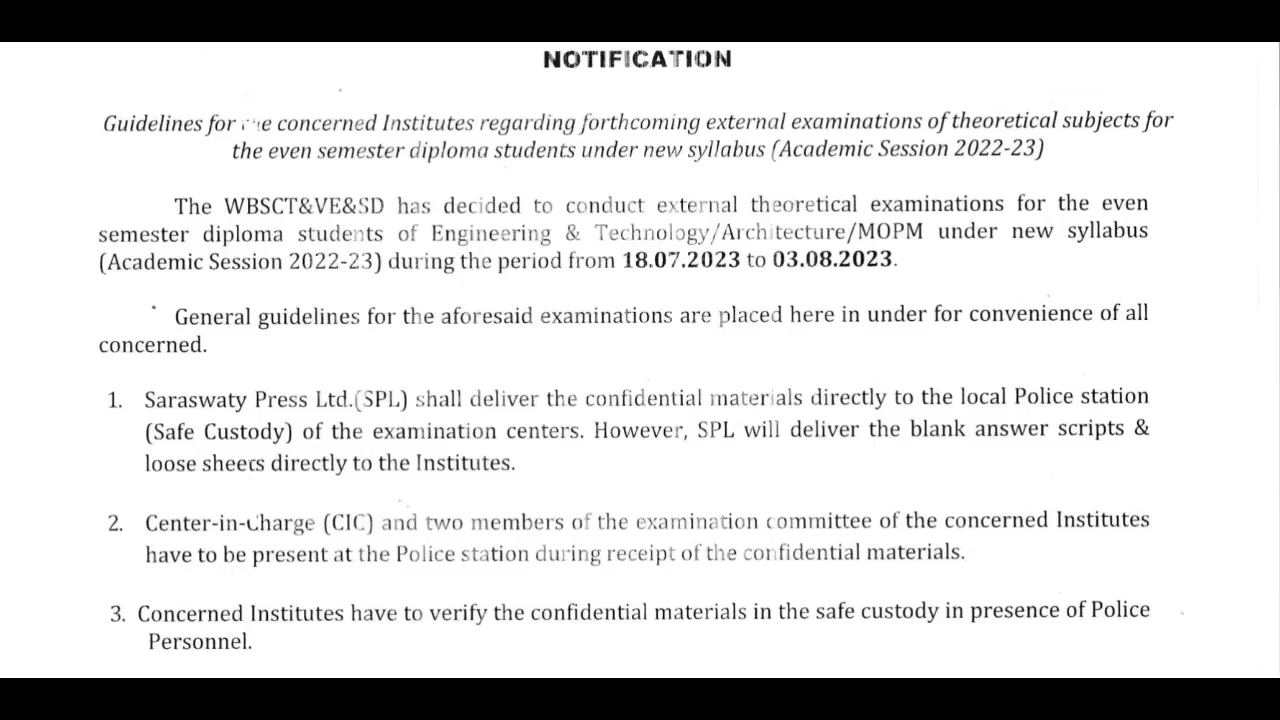 NOTIFICATION
Guidelines for the concerned Institutes regarding forthcoming external examinations of theoretical subjects for
the even semester diploma students under new syllabus (Academic Session 2022-23)
The WBSCT&VE&SD has decided to conduct external theoretical examinations for the even
semester diploma students of Engineering & Technology/Architecture/MOPM under new syllabus
(Academic Session 2022-23) during the period from 18.07.2023 to 03.08.2023.
General guidelines for the aforesaid examinations are placed here in under for convenience of all
concerned.
1. Saraswaty Press Ltd.(SPL) shall deliver the confidential materials directly to the local Police station
(Safe Custody) of the examination centers. However, SPL will deliver the blank answer scripts &
loose sheets directly to the Institutes.
2. Center-in-Charge (CIC) and two members of the examination committee of the concerned Institutes
have to be present at the Police station during receipt of the confidential materials.
3. Concerned Institutes have to verify the confidential materials in the safe custody in presence of Police
Personnel.